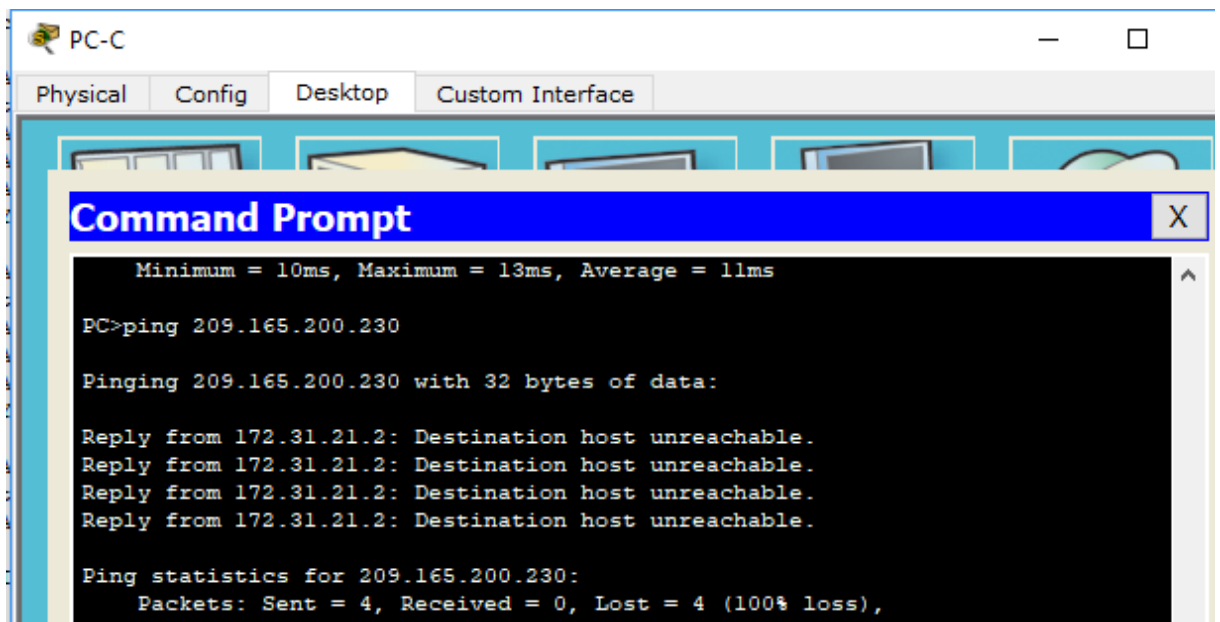 PC-C
Physical Config Desktop Custom Interface
Command Prompt X
Minimum = 10ms, Maximum = 13ms, Average = 11ms
PC>ping 209.165.200.230
Pinging 209.165.200.230 with 32 bytes of data:
Reply from 172.31.21.2: Destination host unreachable.
Reply from 172.31.21.2: Destination host unreachable.
Reply from 172.31.21.2: Destination host unreachable.
Reply from 172.31.21.2: Destination host unreachable.
Ping statistics for 209.165.200.230:
Packets: Sent = 4, Received = 0, Lost = 4 (100% loss),